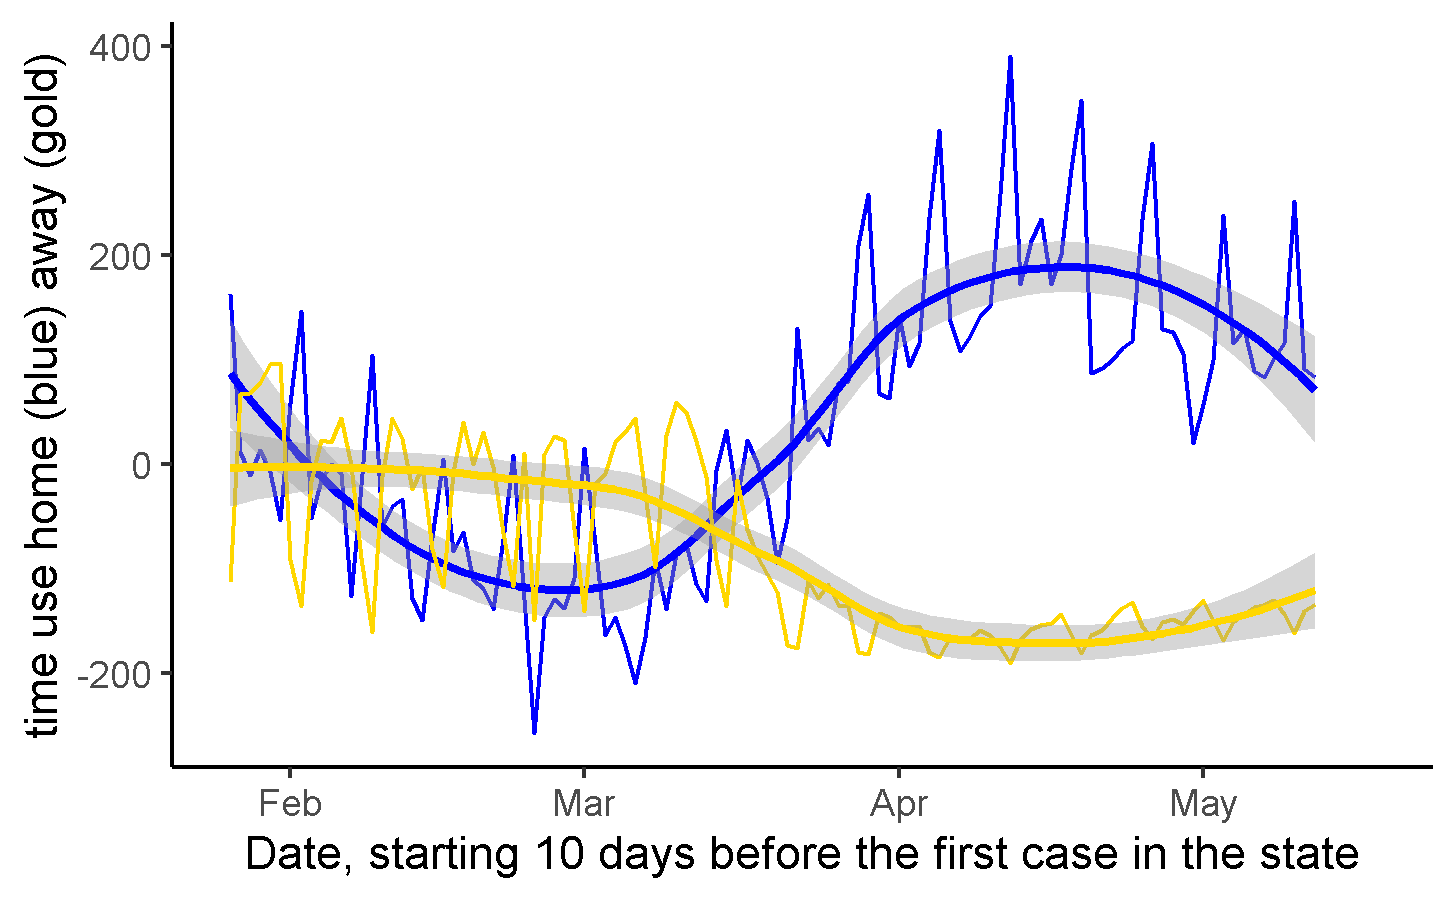 time use home (blue) away (gold)
400
200
0
-200
Feb Mar Apr May
Date, starting 10 days before the first case in the state